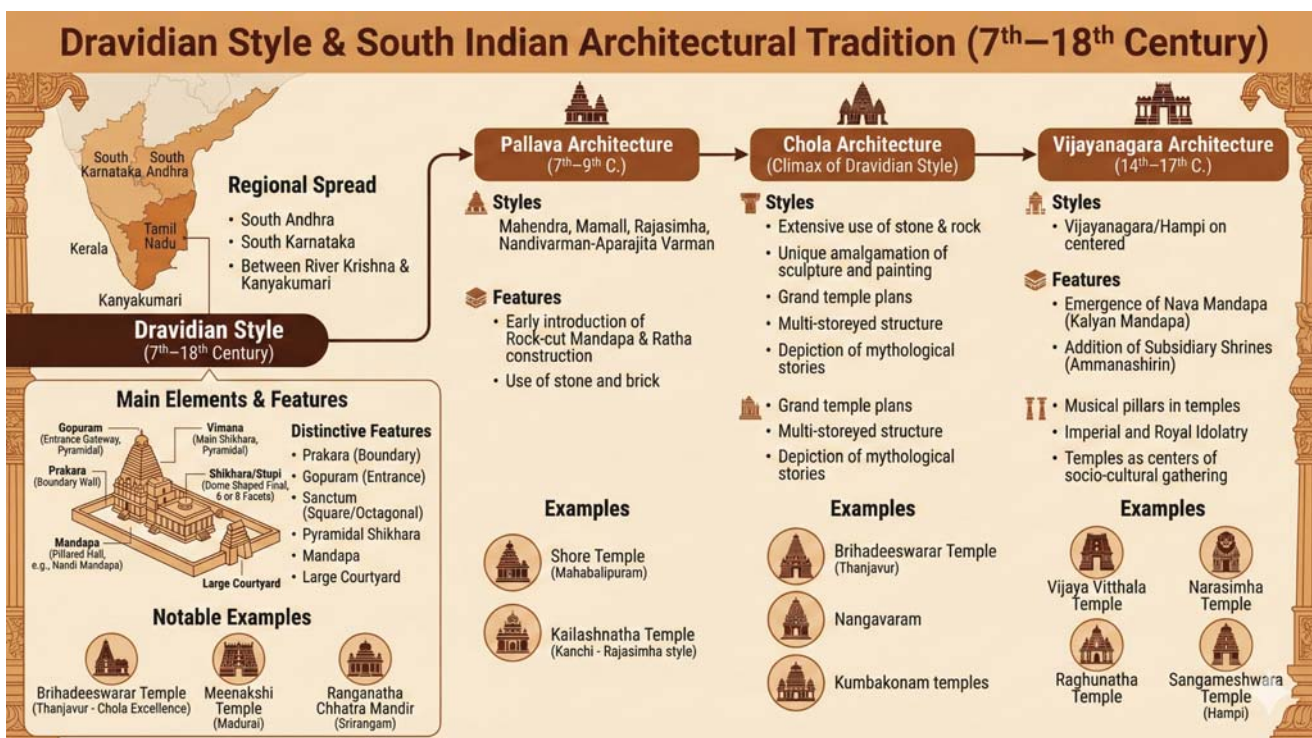 Dravidian Style & South Indian Architectural Tradition (7th–18th Century)
South
Karnataka
South
Andhra
Tamil
Nadu
Kerala
Kanyakumari
Regional Spread
• South Andhra
• South Karnataka
• Between River Krishna &
Kanyakumari
Dravidian Style
(7th–18th Century)
Main Elements & Features
Gopuram
(Entrance Gateway,
Pyramidal)
Vimana
(Main Shikhara,
Pyramidal)
Prakara
(Boundary Wall)
Shikhara/Stupi
(Dome Shaped Final,
6 or 8 Facets)
Mandapa
(Pillared Hall,
e.g., Nandi Mandapa)
Large Courtyard
Distinctive Features
• Prakara (Boundary)
• Gopuram (Entrance)
• Sanctum
(Square/Octagonal)
• Pyramidal Shikhara
• Mandapa
• Large Courtyard
Notable Examples
Brihadeeswarar Temple
(Thanjavur - Chola Excellence)
Meenakshi
Temple
(Madurai)
Ranganatha
Chhatra Mandir
(Srirangam)
Pallava Architecture
(7th–9th C.)
Styles
Mahendra, Mamall, Rajasimha,
Nandivarman-Aparajita Varman
Features
• Early introduction of
Rock-cut Mandapa & Ratha
construction
• Use of stone and brick
Examples
Shore Temple
(Mahabalipuram)
Kailashnatha Temple
(Kanchi - Rajasimha style)
Chola Architecture
(Climax of Dravidian Style)
Styles
• Extensive use of stone & rock
• Unique amalgamation of
sculpture and painting
• Grand temple plans
• Multi-storeyed structure
• Depiction of mythological
stories
• Grand temple plans
• Multi-storeyed structure
• Depiction of mythological
stories
Examples
Brihadeeswarar Temple
(Thanjavur)
Nangavaram
Kumbakonam temples
Vijayanagara Architecture
(14th–17th C.)
Styles
• Vijayanagara/Hampi on
centered
Features
• Emergence of Nava Mandapa
(Kalyan Mandapa)
• Addition of Subsidiary Shrines
(Ammanashirin)
• Musical pillars in temples
• Imperial and Royal Idolatry
• Temples as centers of
socio-cultural gathering
Examples
Vijaya Vitthala
Temple
Narasimha
Temple
Raghunatha
Temple
Sangameshwara
Temple
(Hampi)